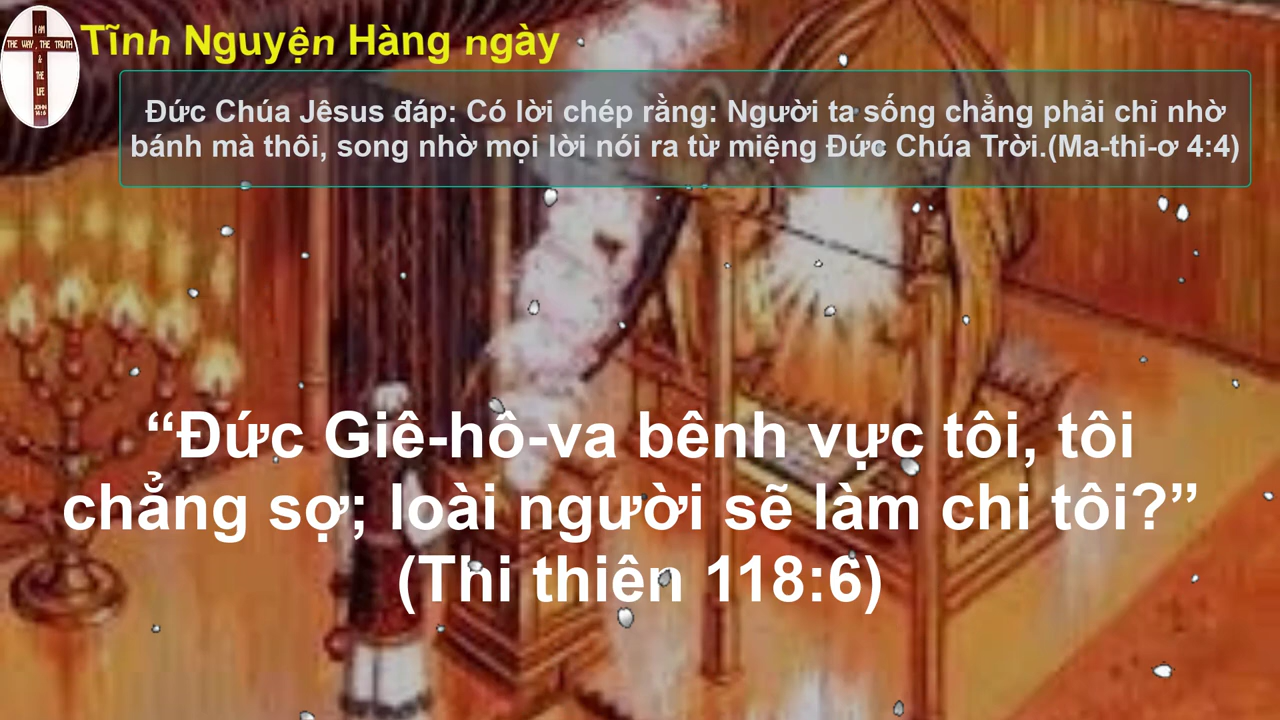 I AM
THE WAY, THE TRUTH
&
THE
LIFE
JOHN
14:6
Tĩnh Nguyện Hàng ngày
Đức Chúa Jêsus đáp: Có lời chép rằng: Người ta sống chẳng phải chỉ nhờ
bánh mà thôi, song nhờ mọi lời nói ra từ miệng Đức Chúa Trời.(Ma-thi-ơ 4:4)
“Đức Giê-hô-va bênh vực tôi, tôi
chẳng sợ; loài người sẽ làm chi tôi?”
(Thi thiên 118:6)